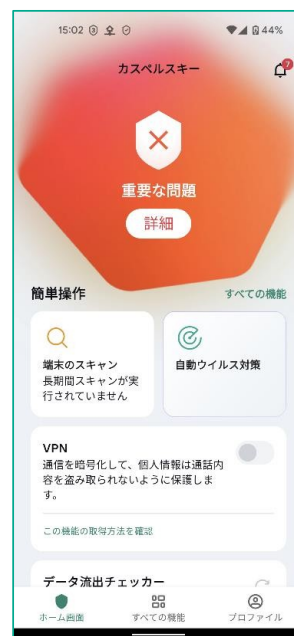 15:02
44%
カスペルスキー
7
重要な問題
詳細
簡単操作
すべての機能
端末のスキャン
長期間スキャンが実
行されていません
自動ウイルス対策
VPN
通信を暗号化して、個人情報は通話内
容を盗み取られないように保護しま
す。
この機能の取得方法を確認
データ流出チェッカー
ホーム画面
すべての機能
プロファイル